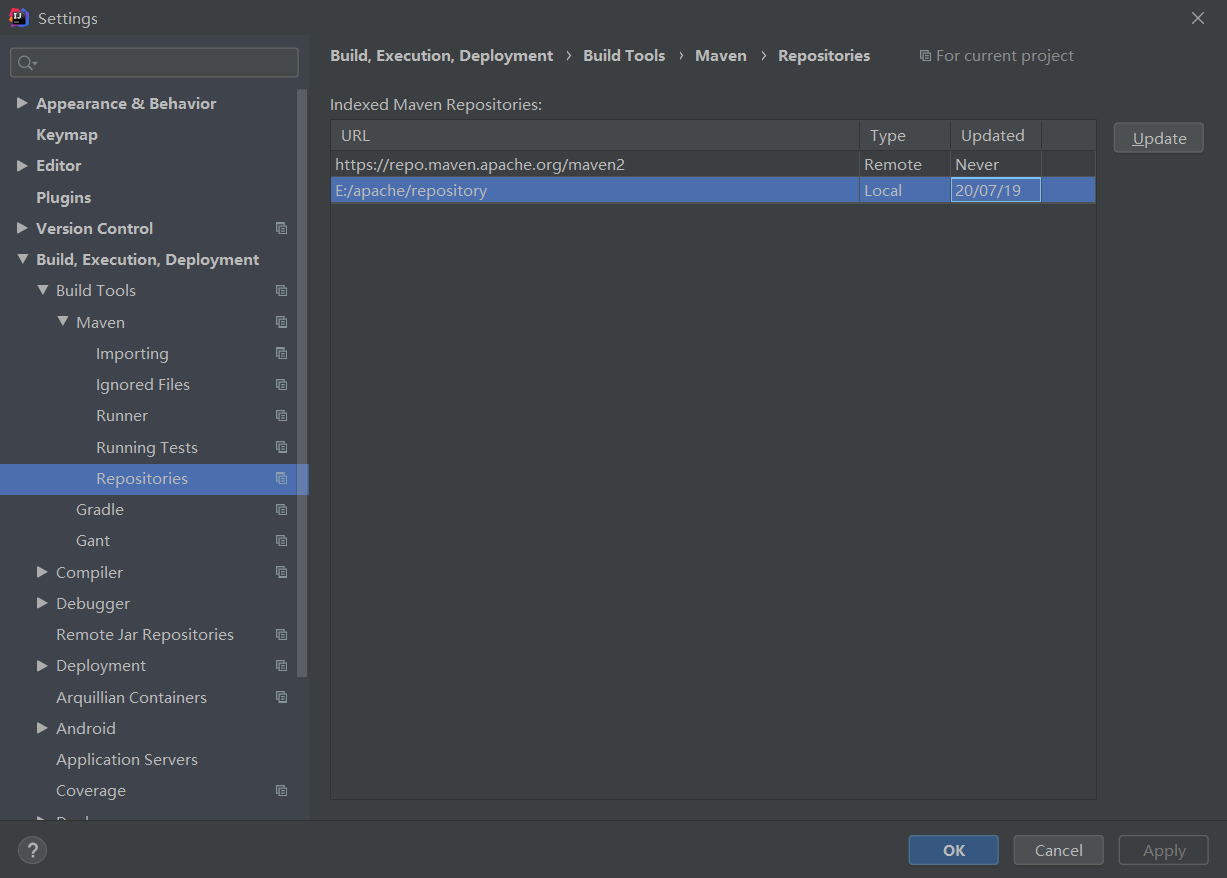 Settings
Appearance & Behavior
Keymap
Editor
Plugins
Version Control
Build, Execution, Deployment
Build Tools
Maven
Importing
Ignored Files
Runner
Running Tests
Repositories
Gradle
Gant
Compiler
Debugger
Remote Jar Repositories
Deployment
Arquillian Containers
Android
Application Servers
Coverage
Build, Execution, Deployment › Build Tools › Maven › Repositories For current project
Indexed Maven Repositories:
URL Type Updated
https://repo.maven.apache.org/maven2 Remote Never
E:/apache/repository Local 20/07/19
Update
? OK Cancel Apply